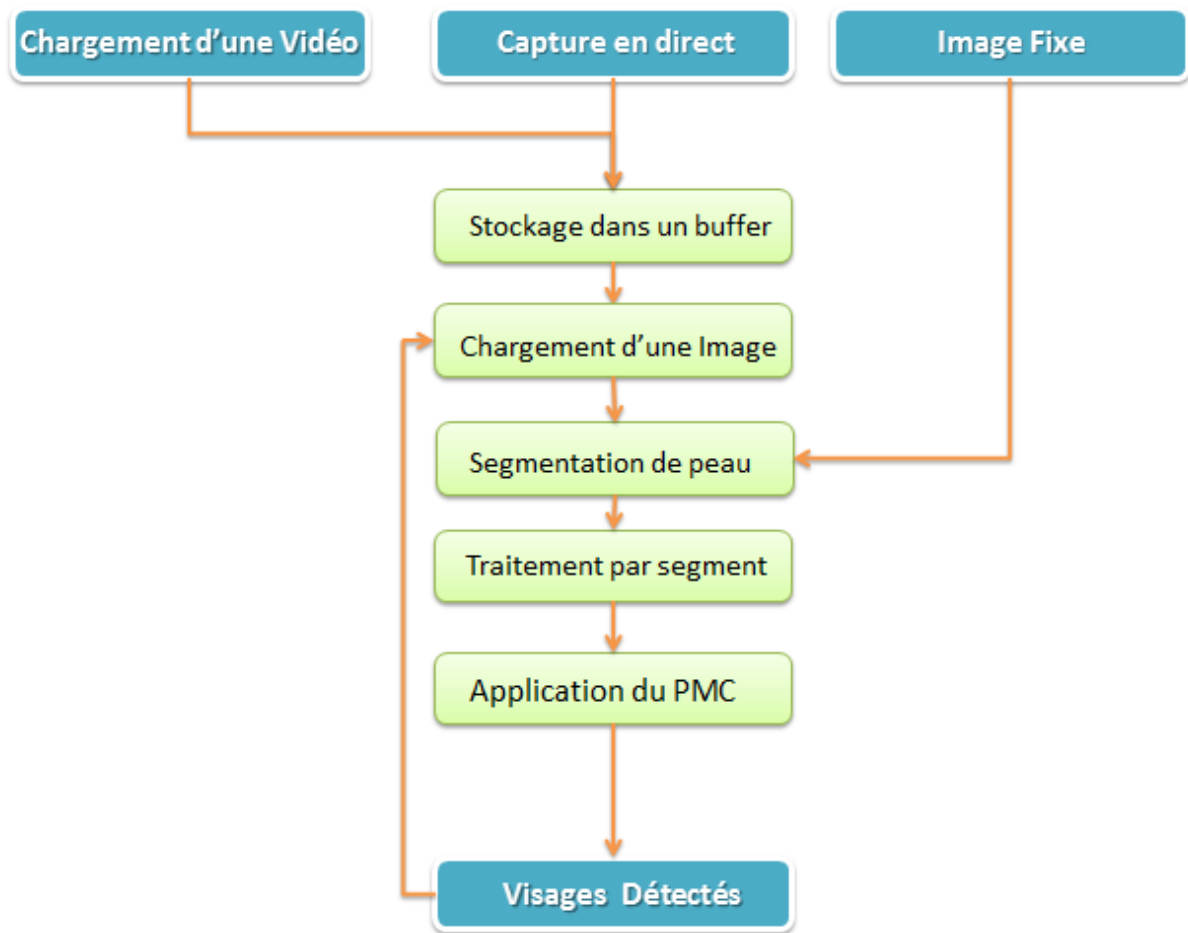 Chargement d'une Vidéo
Capture en direct
Image Fixe
Stockage dans un buffer
Chargement d'une Image
Segmentation de peau
Traitement par segment
Application du PMC
Visages Détectés